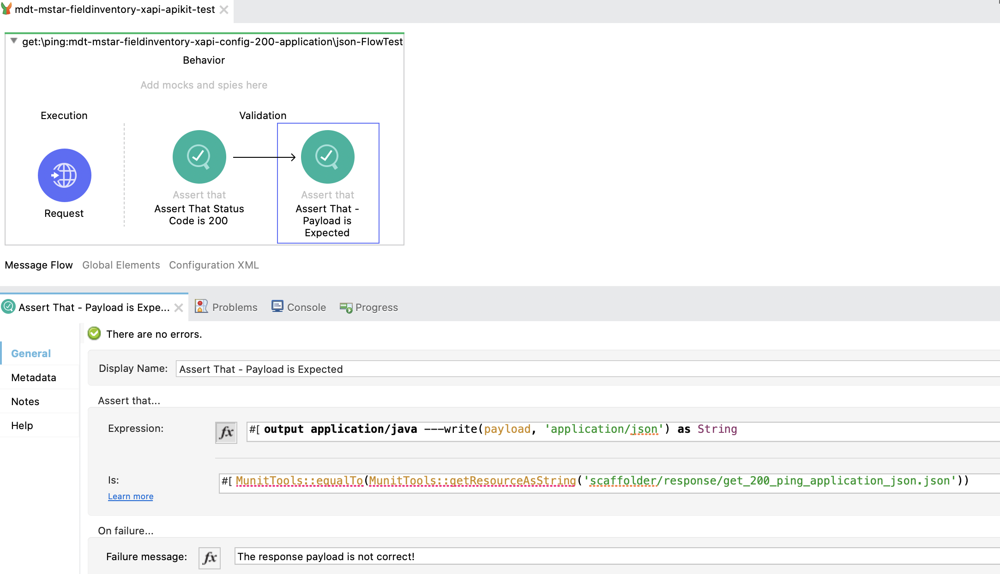 mdt-mstar-fieldinventory-xapi-apikit-test
get:\ping:mdt-mstar-fieldinventory-xapi-config-200-application\json-FlowTest
Behavior
Add mocks and spies here
Execution
Validation
Request
Assert that
Assert That Status
Code is 200
Assert that
Assert That -
Payload is
Expected
Message Flow Global Elements Configuration XML
Assert That - Payload is Expe... Problems Console Progress
There are no errors.
General
Metadata
Notes
Help
Display Name: Assert That - Payload is Expected
Assert that...
Expression: fx #[ output application/java ---write(payload, 'application/json') as String
Is: #[ MunitTools::equalTo(MunitTools::getResourceAsString('scaffolder/response/get_200_ping_application_json.json'))
Learn more
On failure...
Failure message: fx The response payload is not correct!